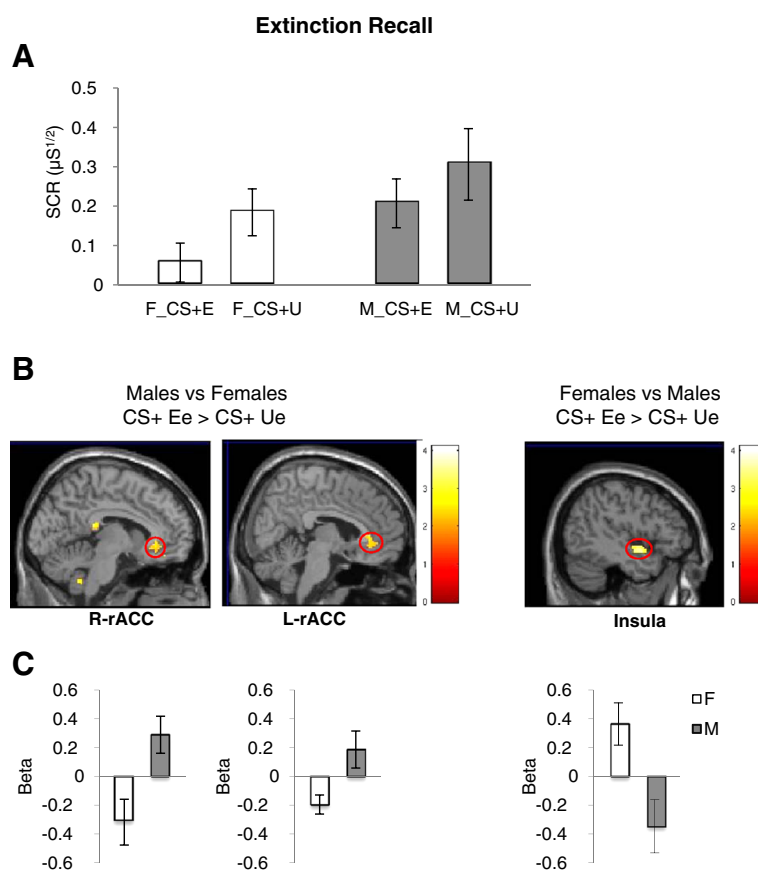 Extinction Recall
A
0.5
0.4
0.3
0.2
0.1
0
SCR (µS1/2)
F_CS+E F_CS+U M_CS+E M_CS+U
B
Males vs Females
CS+ Ee > CS+ Ue
Females vs Males
CS+ Ee > CS+ Ue
4
3
2
1
0
4
3
2
1
0
R-rACC L-rACC Insula
C
0.6
0.4
0.2
0
-0.2
-0.4
-0.6
Beta
0.6
0.4
0.2
0
-0.2
-0.4
-0.6
Beta
0.6
0.4
0.2
0
-0.2
-0.4
-0.6
Beta
F
M